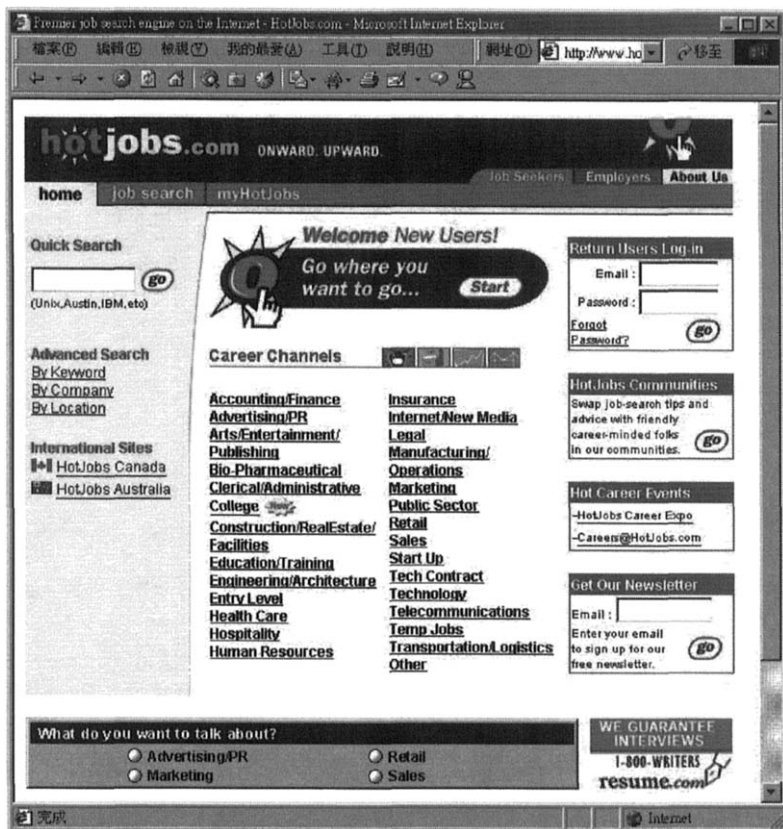 Premier job search engine on the Internet - HotJobs.com - Microsoft Internet Explorer
檔案(F) 編輯(E) 檢視(V) 我的最愛(A) 工具(T) 說明(H) 網址(D) http://www.ho 移至
hotjobs.com ONWARD. UPWARD.
Job Seekers Employers About Us
home job search myHotJobs
Quick Search
go
(Unix,Austin,IBM,etc)
Advanced Search
By Keyword
By Company
By Location
International Sites
HotJobs Canada
HotJobs Australia
Welcome New Users!
Go where you
want to go... Start
Career Channels
Accounting/Finance
Advertising/PR
Arts/Entertainment/
Publishing
Bio-Pharmaceutical
Clerical/Administrative
College New
Construction/RealEstate/
Facilities
Education/Training
Engineering/Architecture
Entry Level
Health Care
Hospitality
Human Resources
Insurance
Internet/New Media
Legal
Manufacturing/
Operations
Marketing
Public Sector
Retail
Sales
Start Up
Tech Contract
Technology
Telecommunications
Temp Jobs
Transportation/Logistics
Other
Return Users Log-in
Email :
Password :
Forgot
Password? go
HotJobs Communities
Swap job-search tips and
advice with friendly
career-minded folks
in our communities. go
Hot Career Events
-HotJobs Career Expo
-Careers@HotJobs.com
Get Our Newsletter
Email :
Enter your email
to sign up for our
free newsletter. go
What do you want to talk about?
Advertising/PR Retail
Marketing Sales
WE GUARANTEE
INTERVIEWS
1-800-WRITERS
resume.com
完成 Internet